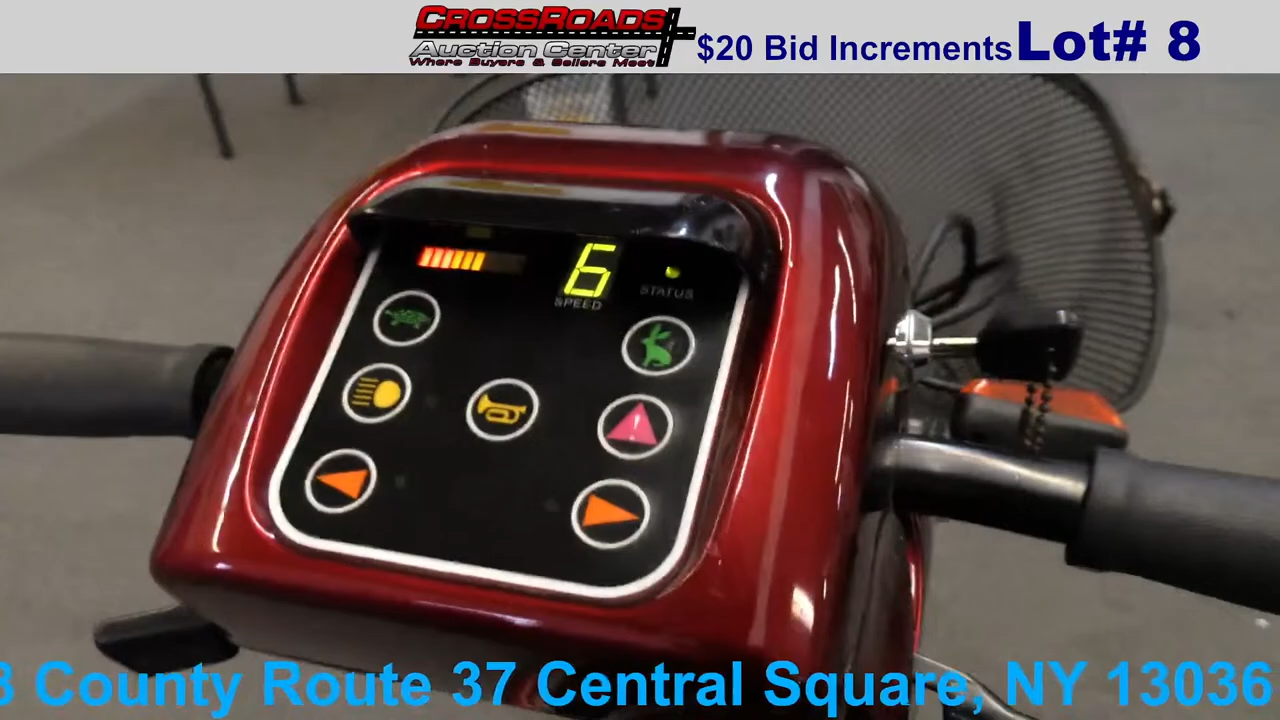 CROSSROADS
Auction Center
Where Buyers & Sellers Meet
$20 Bid Increments
Lot# 8
6
SPEED
STATUS
8 County Route 37 Central Square, NY 13036